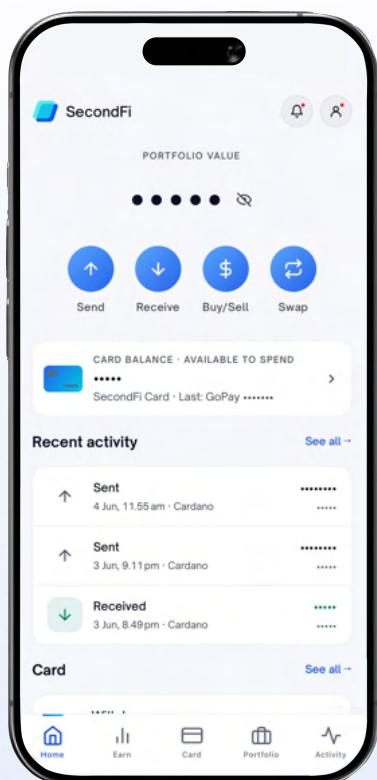 SecondFi
PORTFOLIO VALUE
•••••
Send Receive Buy/Sell Swap
CARD BALANCE · AVAILABLE TO SPEND
•••••
SecondFi Card · Last: GoPay •••••••
Recent activity See all →
Sent ••••••••
4 Jun, 11.55 am · Cardano •••••
Sent ••••••••
3 Jun, 9.11 pm · Cardano •••••
Received •••••
3 Jun, 8.49 pm · Cardano •••••
Card See all →
Home Earn Card Portfolio Activity